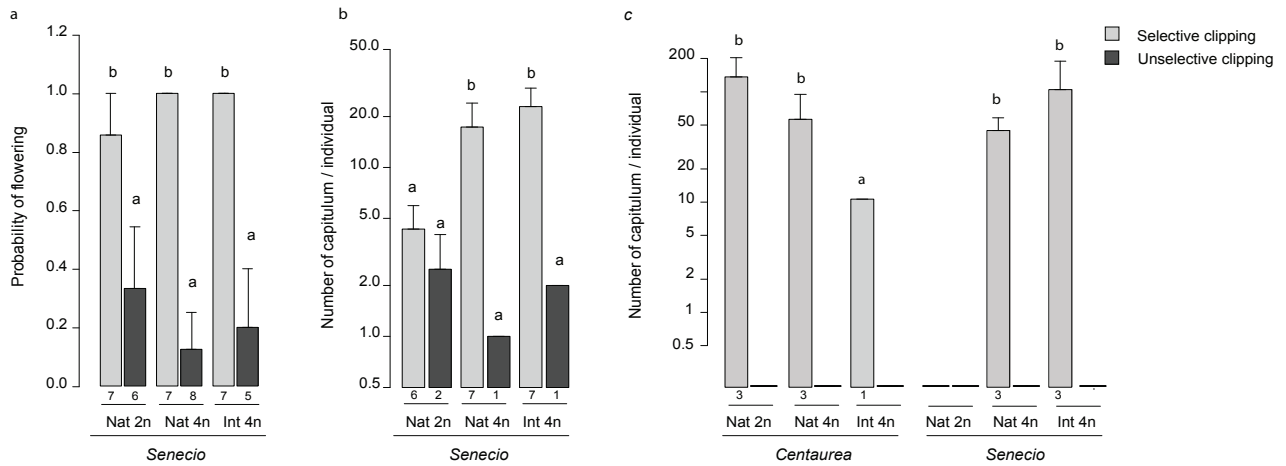 a
Probability of flowering
1.2
1.0
0.8
0.6
0.4
0.2
0.0
b
a
b
a
b
a
7 6 7 8 7 5
Nat 2n Nat 4n Int 4n
Senecio
b
Number of capitulum / individual
50.0
20.0
10.0
5.0
2.0
1.0
0.5
a
a
b
a
b
a
6 2 7 1 7 1
Nat 2n Nat 4n Int 4n
Senecio
c
Number of capitulum / individual
200
50
20
10
5
2
1
0.5
b
b
a
b
b
3 3 1 3 3
Nat 2n Nat 4n Int 4n Nat 2n Nat 4n Int 4n
Centaurea Senecio
Selective clipping
Unselective clipping